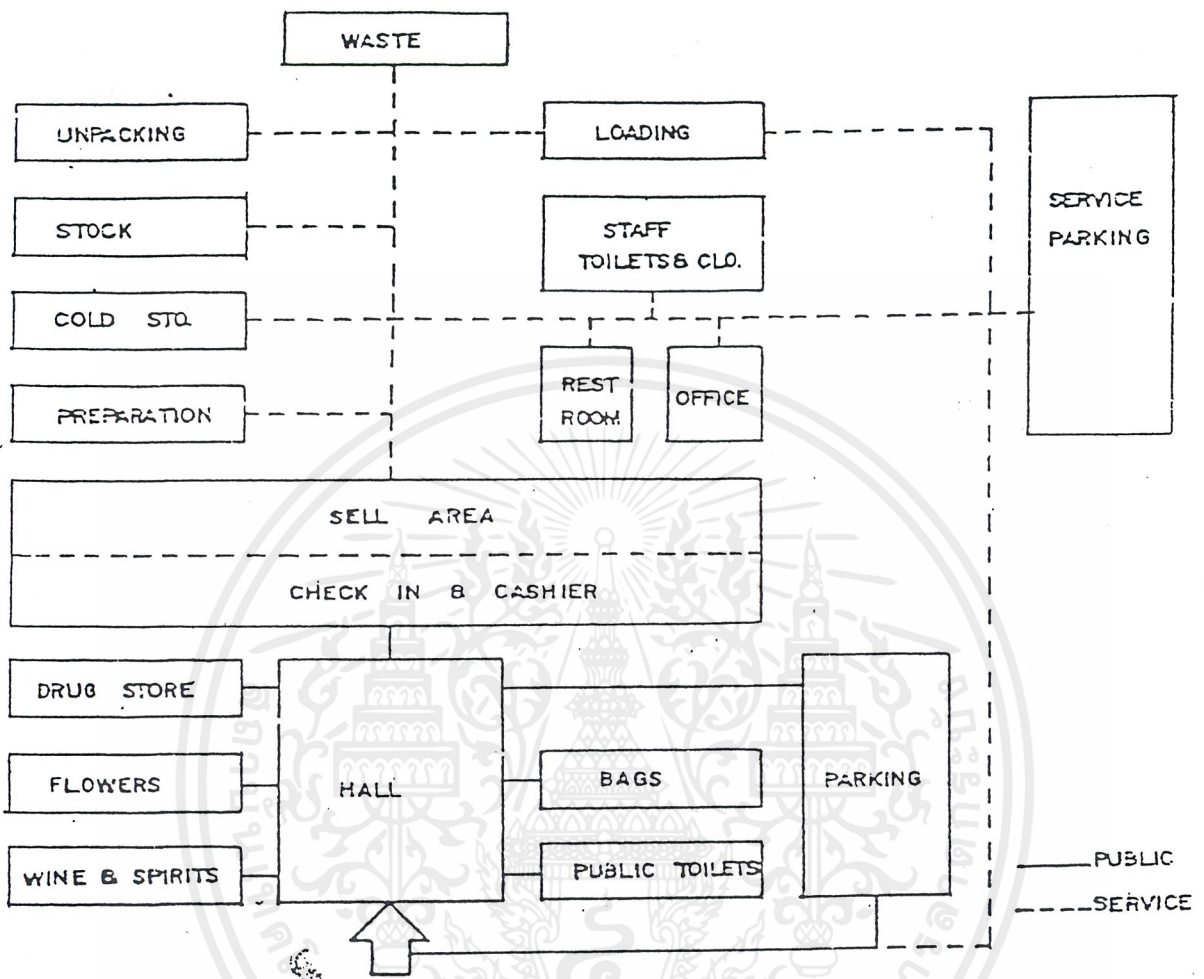 WASTE
UNPACKING
LOADING
SERVICE
PARKING
STOCK
STAFF
TOILETS & CLO.
COLD STO.
REST
ROOM
OFFICE
PREPARATION
SELL AREA
CHECK IN & CASHIER
DRUG STORE
HALL
PARKING
FLOWERS
BAGS
WINE & SPIRITS
PUBLIC TOILETS
PUBLIC
SERVICE